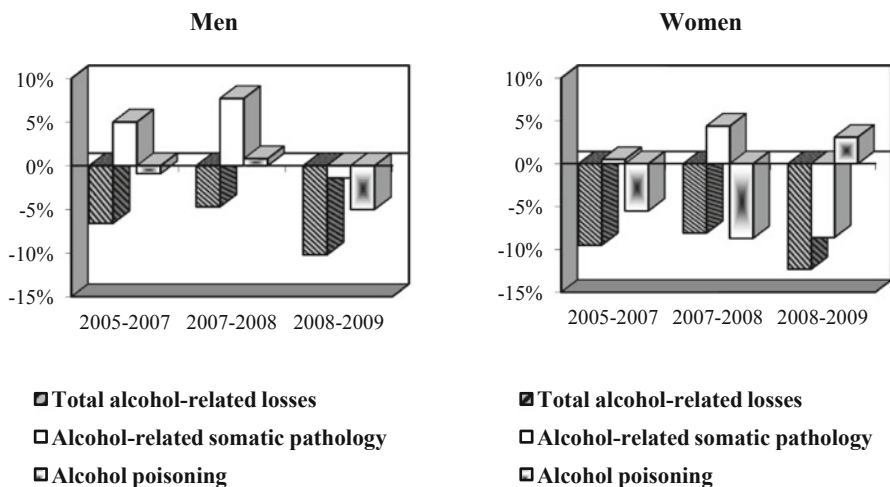 Men
10%
5%
0%
-5%
-10%
-15%
2005-2007 2007-2008 2008-2009
Total alcohol-related losses
Alcohol-related somatic pathology
Alcohol poisoning
Women
10%
5%
0%
-5%
-10%
-15%
2005-2007 2007-2008 2008-2009
Total alcohol-related losses
Alcohol-related somatic pathology
Alcohol poisoning